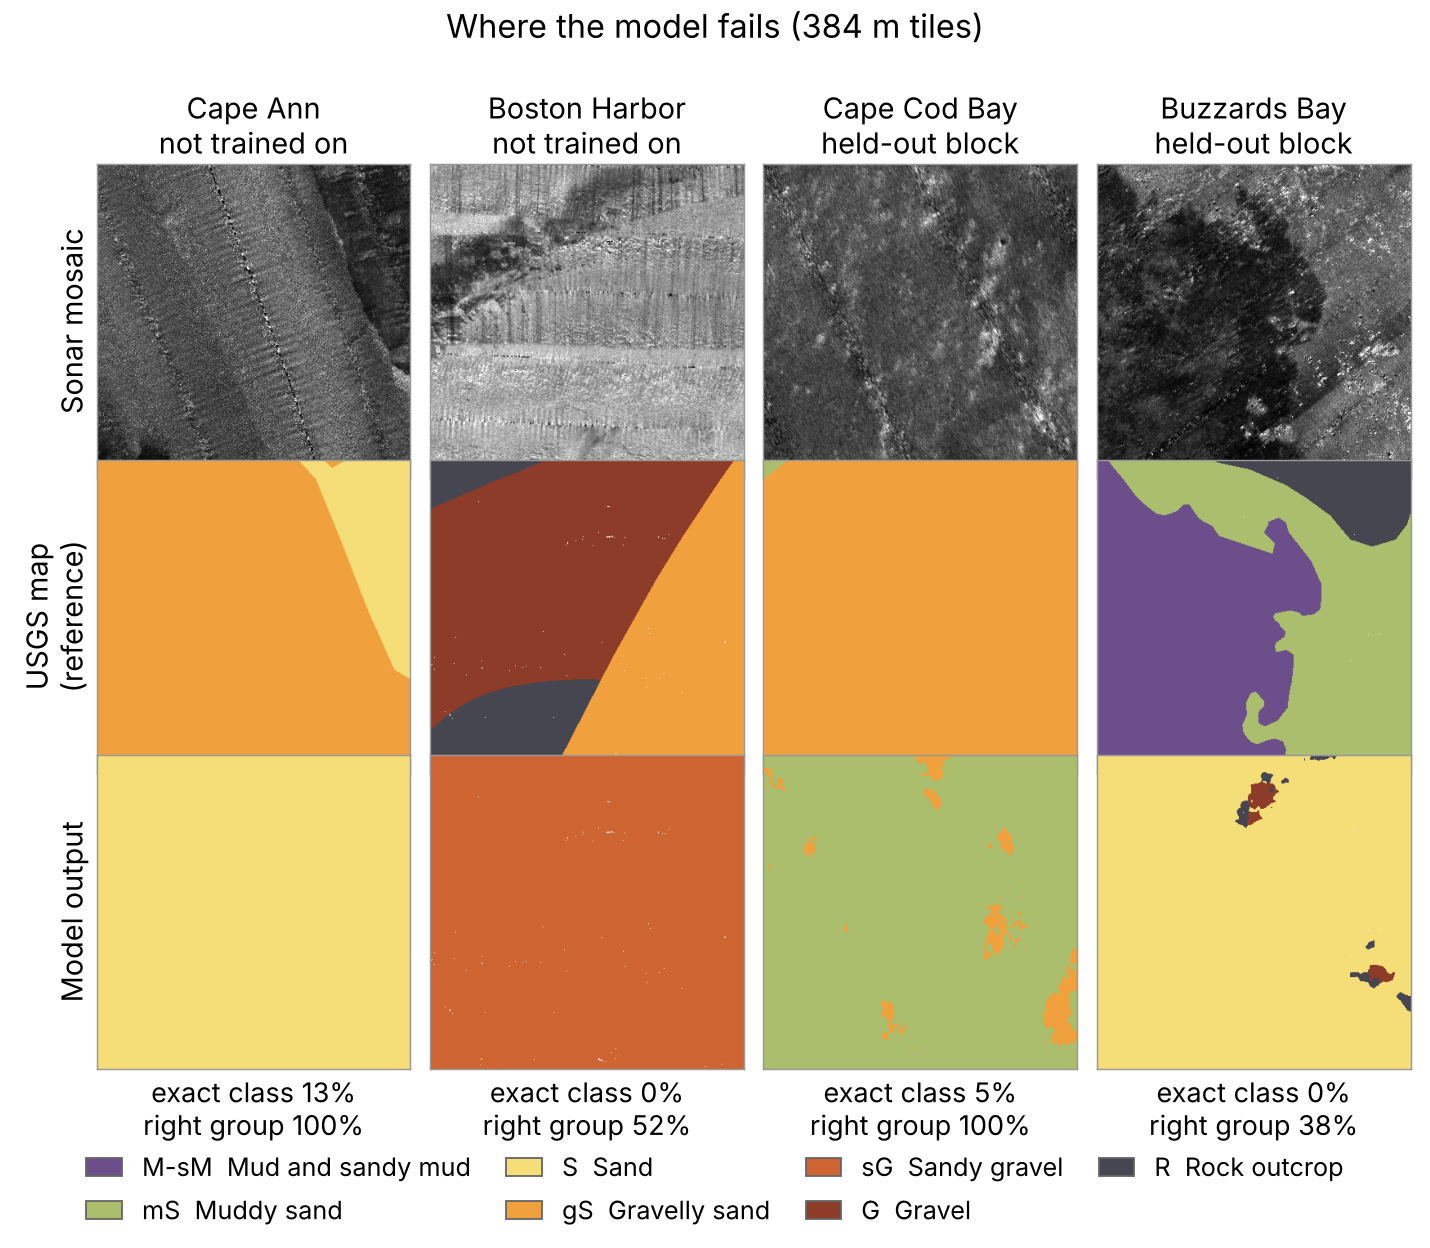 Where the model fails (384 m tiles)
Cape Ann
not trained on
Boston Harbor
not trained on
Cape Cod Bay
held-out block
Buzzards Bay
held-out block
Sonar mosaic
USGS map
(reference)
Model output
exact class 13%
right group 100%
exact class 0%
right group 52%
exact class 5%
right group 100%
exact class 0%
right group 38%
M-sM Mud and sandy mud
S Sand
sG Sandy gravel
R Rock outcrop
mS Muddy sand
gS Gravelly sand
G Gravel